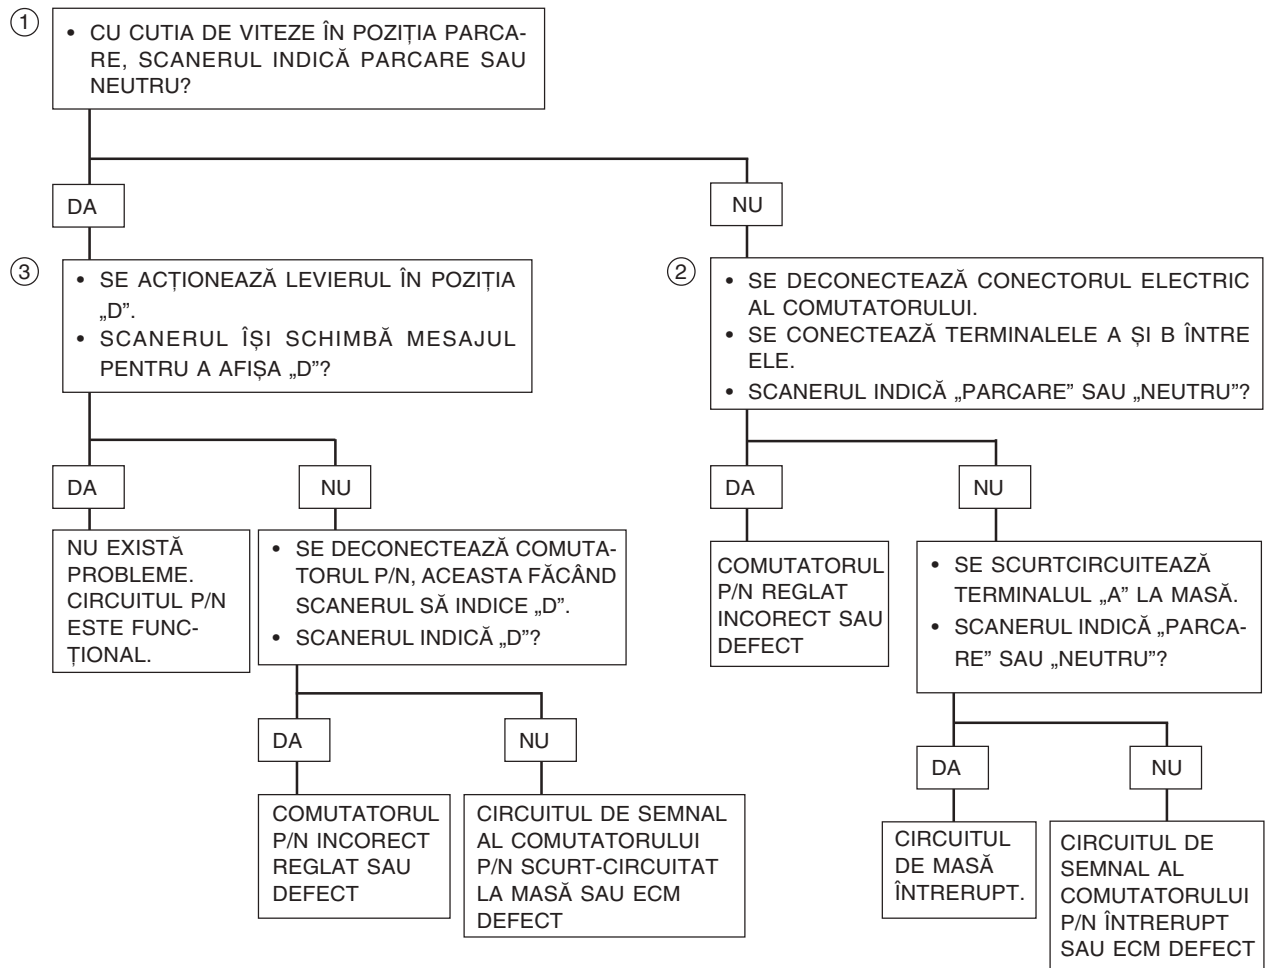 1
• CU CUTIA DE VITEZE ÎN POZIȚIA PARCA-
RE, SCANERUL INDICĂ PARCARE SAU
NEUTRU?
DA
NU
3
• SE ACȚIONEAZĂ LEVIERUL ÎN POZIȚIA
„D”.
• SCANERUL ÎȘI SCHIMBĂ MESAJUL
PENTRU A AFIȘA „D”?
2
• SE DECONECTEAZĂ CONECTORUL ELECTRIC
AL COMUTATORULUI.
• SE CONECTEAZĂ TERMINALELE A ȘI B ÎNTRE
ELE.
• SCANERUL INDICĂ „PARCARE” SAU „NEUTRU”?
DA
NU
DA
NU
NU EXISTĂ
PROBLEME.
CIRCUITUL P/N
ESTE FUNC-
ȚIONAL.
• SE DECONECTEAZĂ COMUTA-
TORUL P/N, ACEASTA FĂCÂND
SCANERUL SĂ INDICE „D”.
• SCANERUL INDICĂ „D”?
COMUTATORUL
P/N REGLAT
INCORECT SAU
DEFECT
• SE SCURTCIRCUITEAZĂ
TERMINALUL „A” LA MASĂ.
• SCANERUL INDICĂ „PARCA-
RE” SAU „NEUTRU”?
DA
NU
DA
NU
COMUTATORUL
P/N INCORECT
REGLAT SAU
DEFECT
CIRCUITUL DE SEMNAL
AL COMUTATORULUI
P/N SCURT-CIRCUITAT
LA MASĂ SAU ECM
DEFECT
CIRCUITUL
DE MASĂ
ÎNTRERUPT.
CIRCUITUL DE
SEMNAL AL
COMUTATORULUI
P/N ÎNTRERUPT
SAU ECM DEFECT